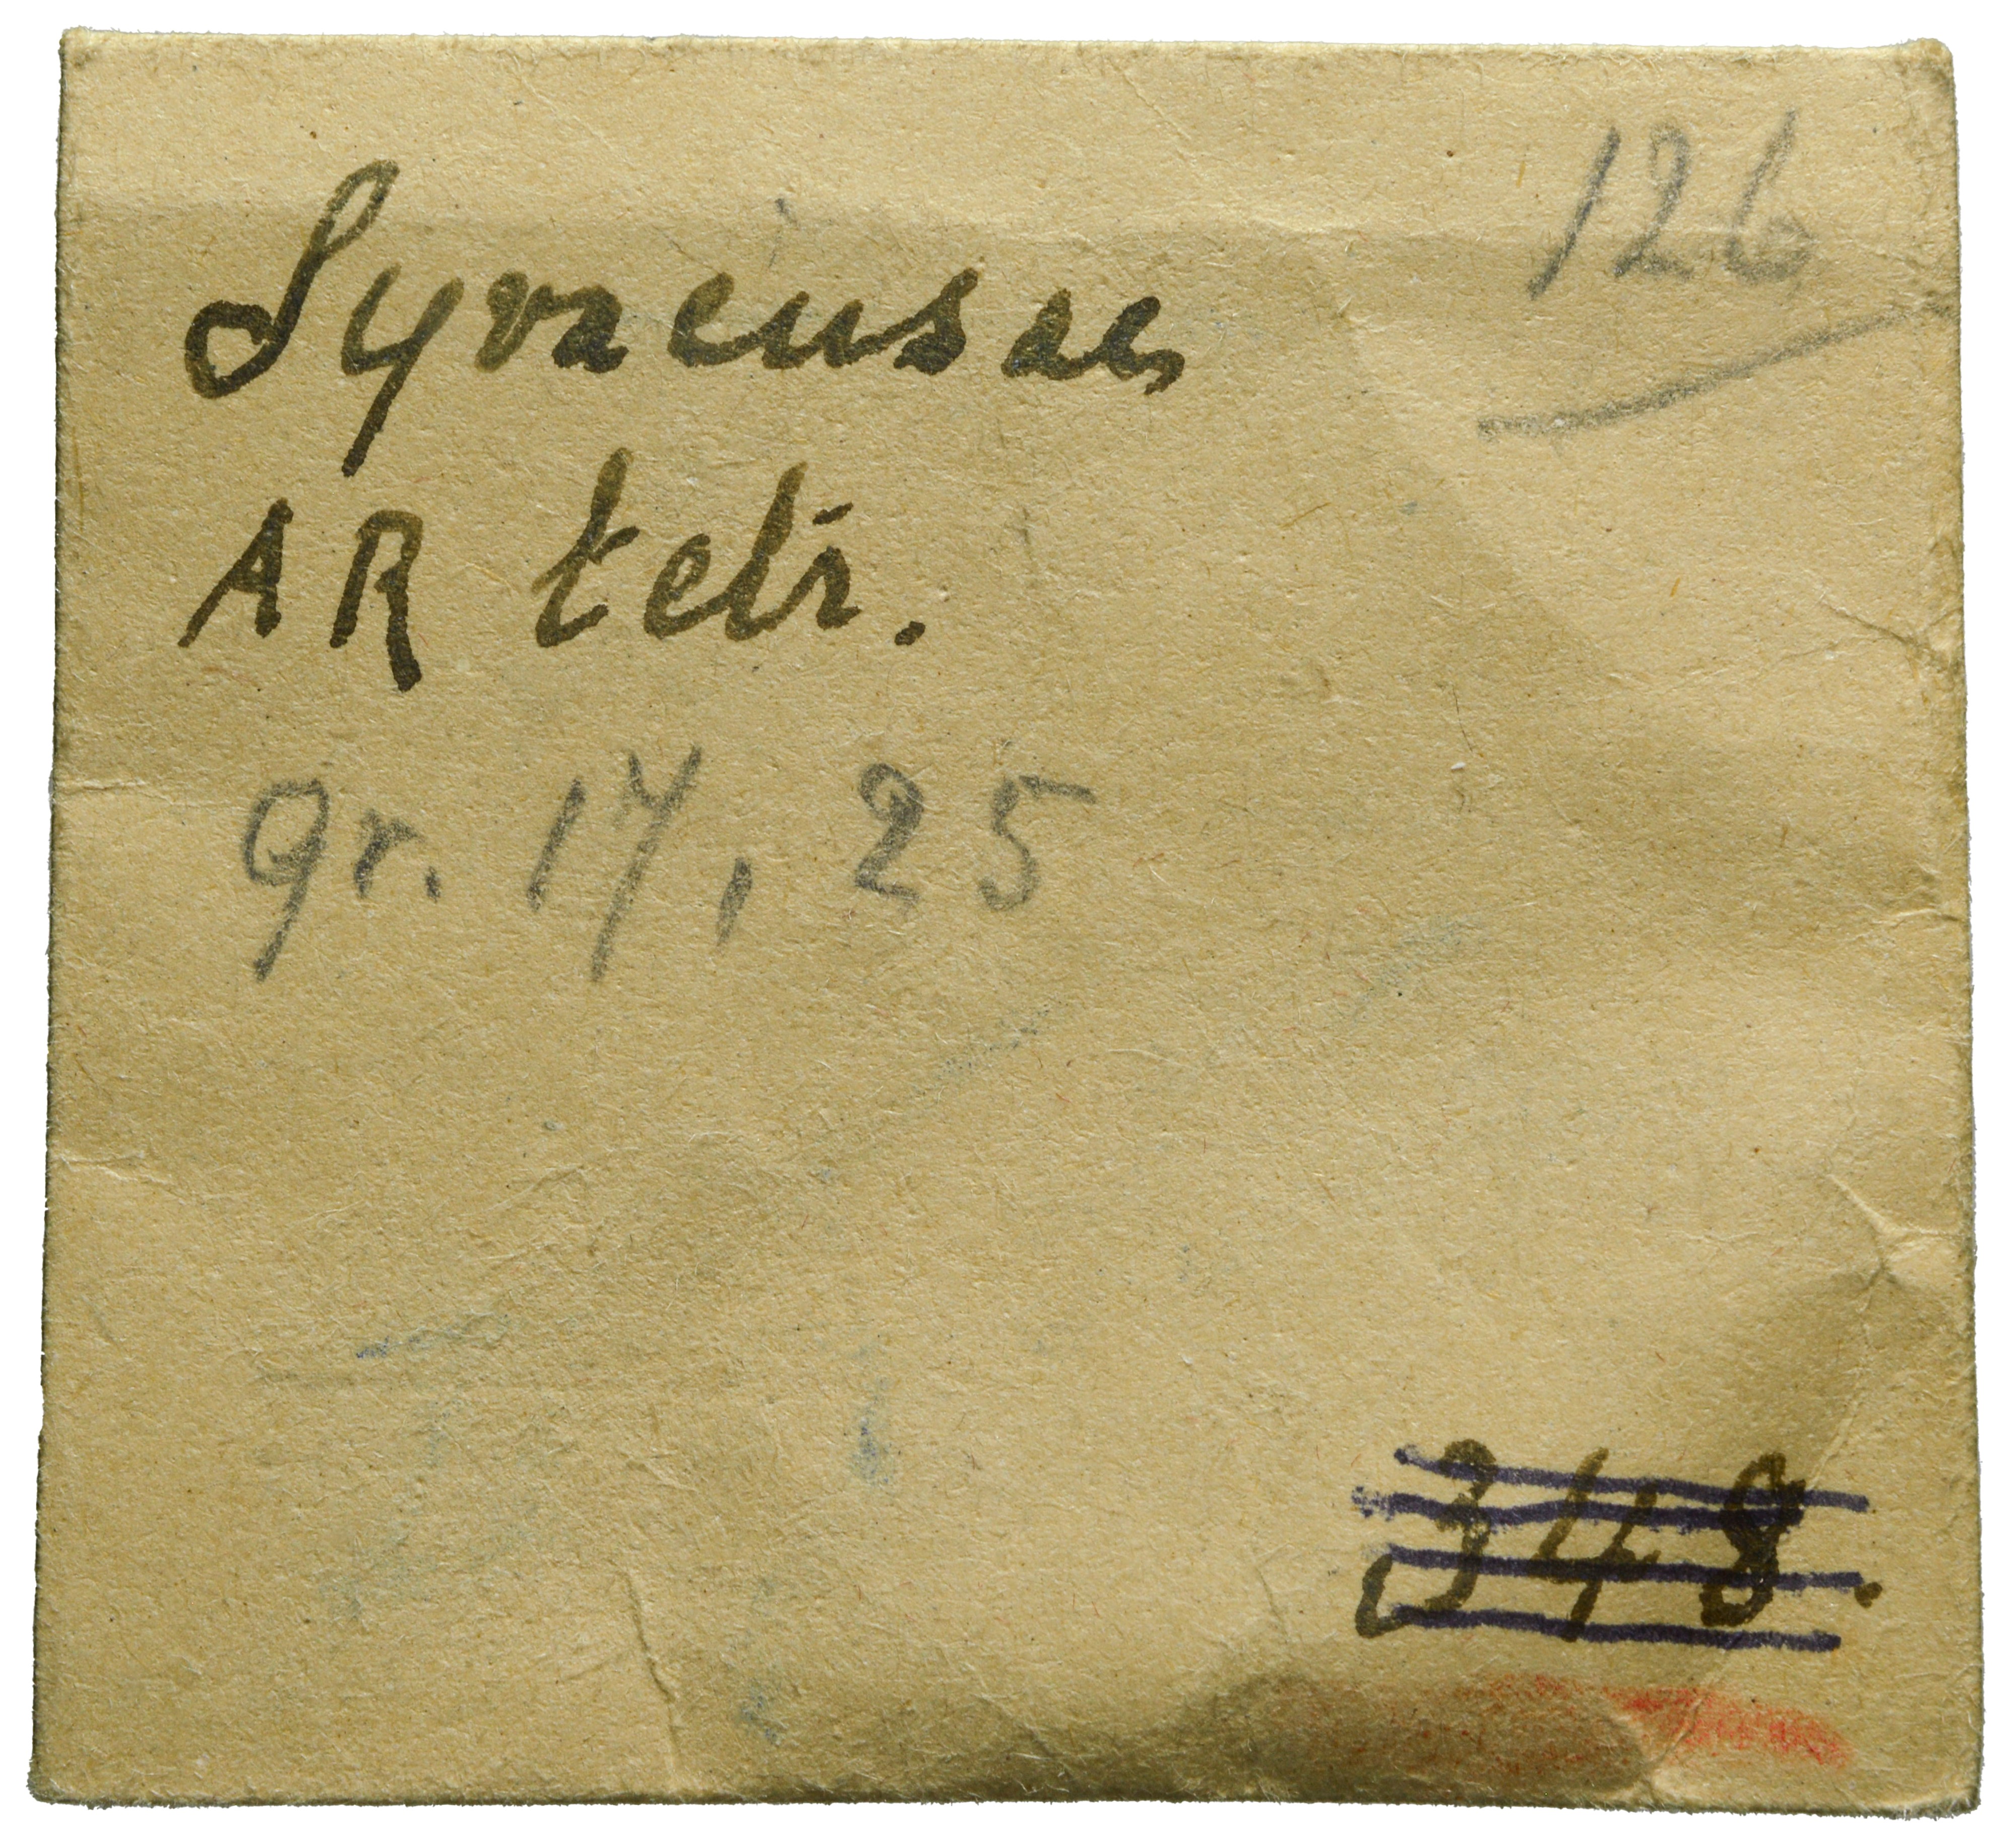 126
Syracusae,
AR tetr.
gr. 17, 25
348.